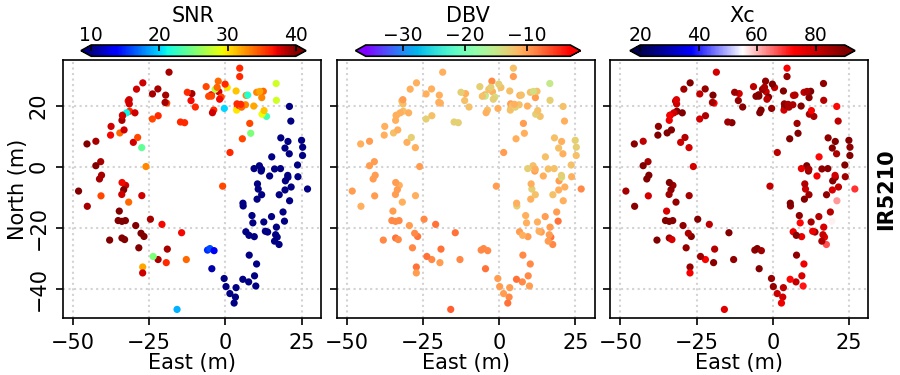 SNR DBV Xc
10 20 30 40 −30 −20 −10 20 40 60 80
20
0
−20
−40
North (m)
IR5210
−50 −25 0 25 −50 −25 0 25 −50 −25 0 25
East (m) East (m) East (m)